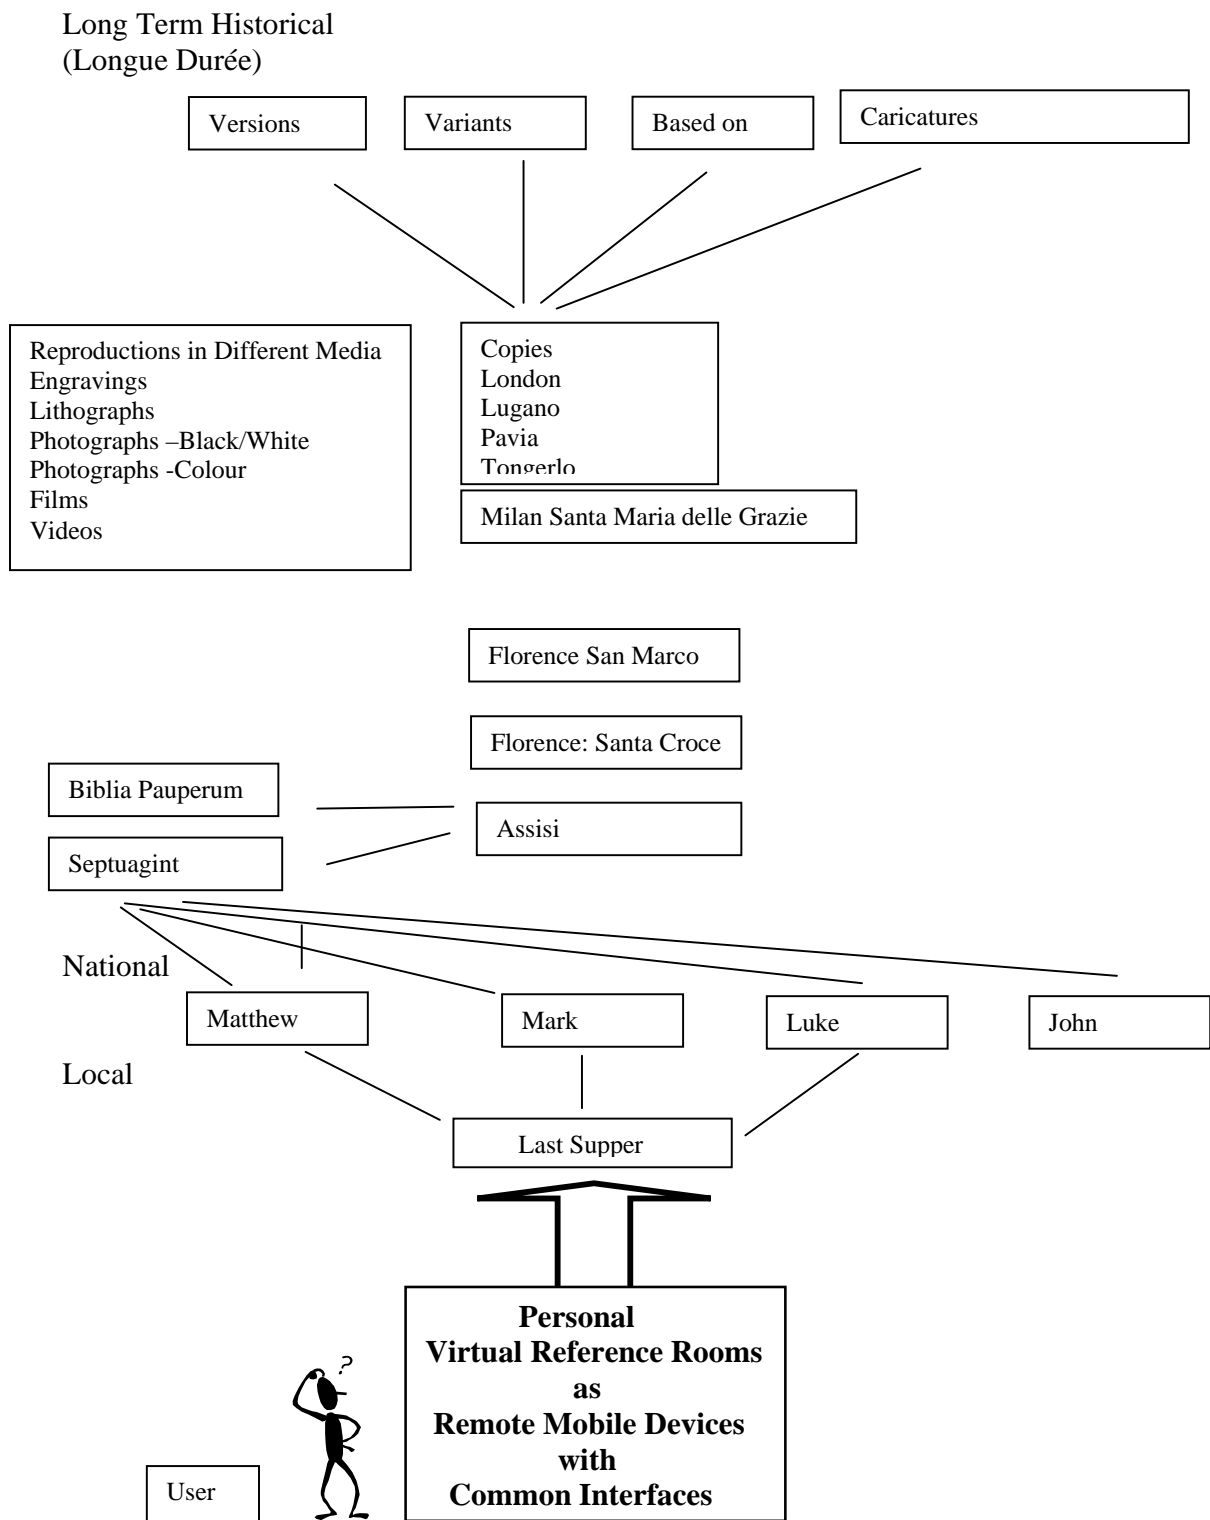 Long Term Historical
(Longue Durée)
Versions
Variants
Based on
Caricatures
Reproductions in Different Media
Engravings
Lithographs
Photographs –Black/White
Photographs -Colour
Films
Videos
Copies
London
Lugano
Pavia
Tongerlo
Milan Santa Maria delle Grazie
Florence San Marco
Florence: Santa Croce
Biblia Pauperum
Assisi
Septuagint
National
Matthew
Mark
Luke
John
Local
Last Supper
?
Personal
Virtual Reference Rooms
as
Remote Mobile Devices
with
Common Interfaces
User